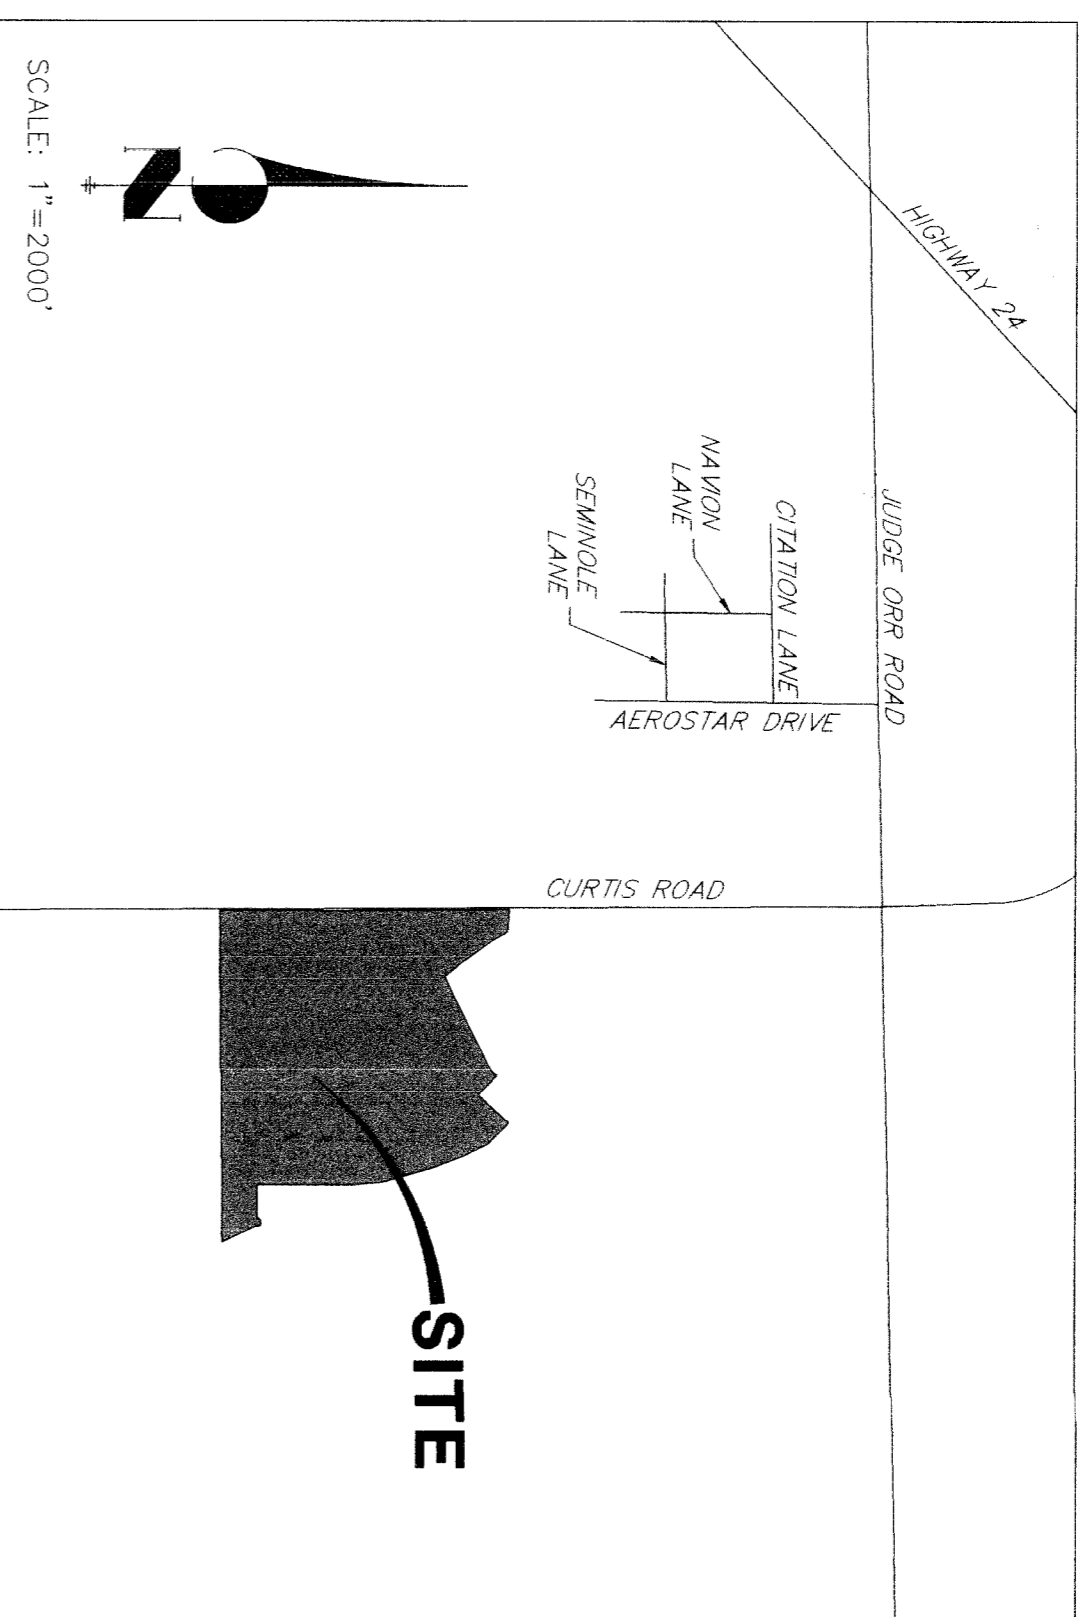 HIGHWAY 24
JUDGE ORR ROAD
CITATION LANE
NAVION
LANE
SEMINOLE
LANE
AEROSTAR DRIVE
CURTIS ROAD
SITE
N
SCALE: 1"=2000'